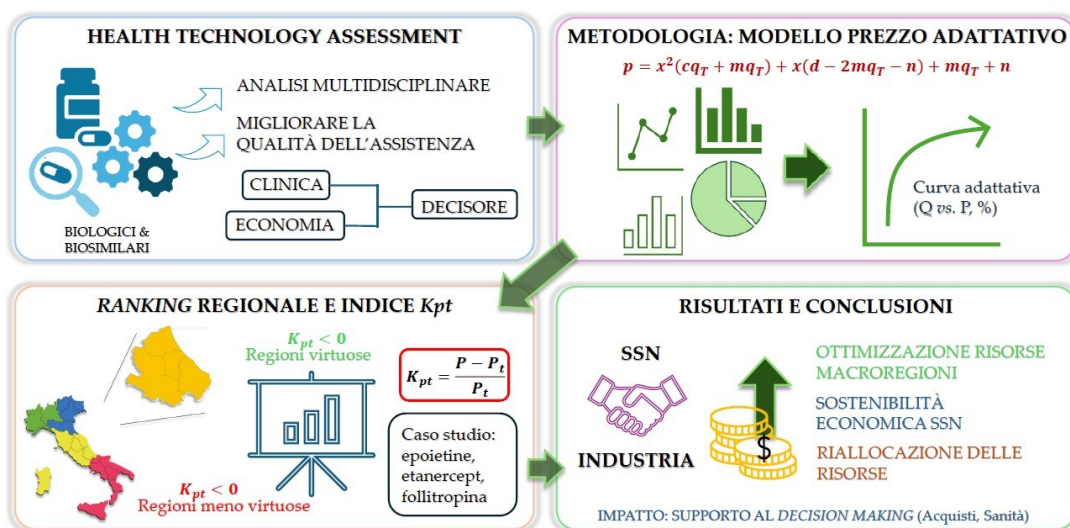 HEALTH TECHNOLOGY ASSESSMENT
ANALISI MULTIDISCIPLINARE
MIGLIORARE LA
QUALITÀ DELL'ASSISTENZA
CLINICA
ECONOMIA
DECISORE
BIOLOGICI &
BIOSIMILARI
METODOLOGIA: MODELLO PREZZO ADATTATIVO
p = x²(cq_T + mq_T) + x(d − 2mq_T − n) + mq_T + n
Curva adattativa
(Q vs. P, %)
RANKING REGIONALE E INDICE Kpt
K_pt < 0
Regioni virtuose
K_pt = (P − P_t) / P_t
Caso studio:
epoietine,
etanercept,
follitropina
K_pt < 0
Regioni meno virtuose
RISULTATI E CONCLUSIONI
SSN
INDUSTRIA
$
OTTIMIZZAZIONE RISORSE
MACROREGIONI
SOSTENIBILITÀ
ECONOMICA SSN
RIALLOCAZIONE DELLE
RISORSE
IMPATTO: SUPPORTO AL DECISION MAKING (Acquisti, Sanità)